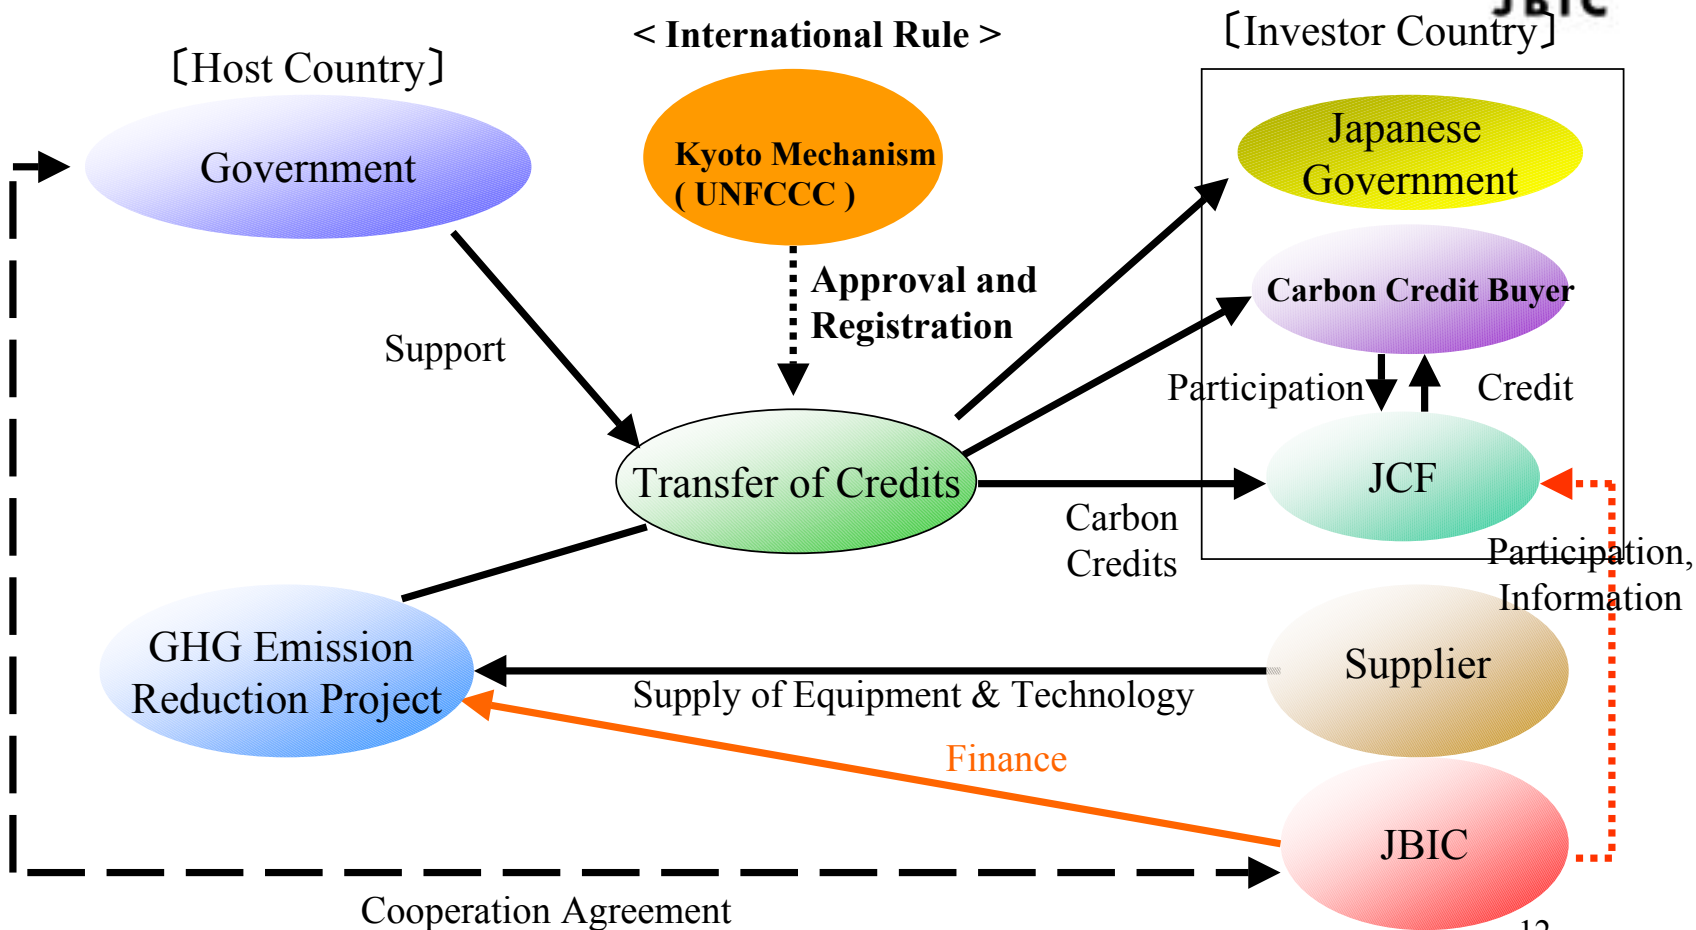 JBIC
< International Rule >
〔Investor Country〕
〔Host Country〕
Government
Kyoto Mechanism
( UNFCCC )
Japanese
Government
Approval and
Registration
Carbon Credit Buyer
Support
Participation
Credit
Transfer of Credits
JCF
Carbon
Credits
Participation,
Information
GHG Emission
Reduction Project
Supplier
Supply of Equipment & Technology
Finance
JBIC
Cooperation Agreement
12